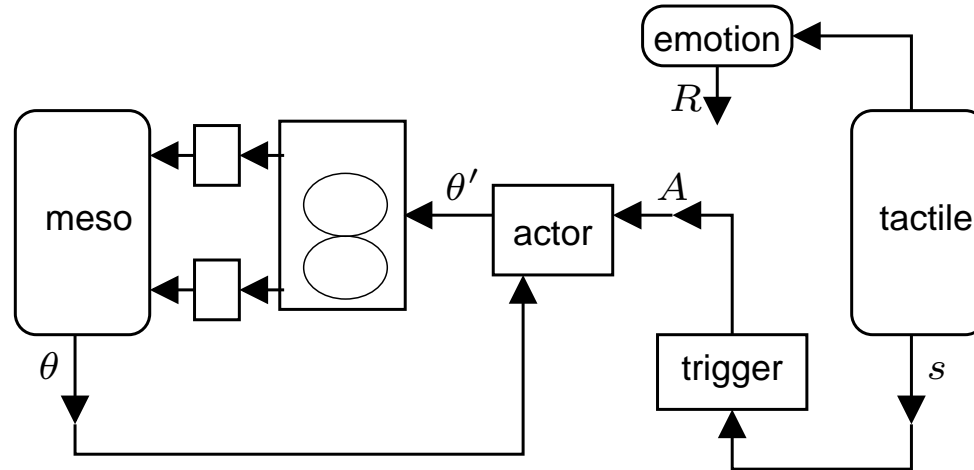 emotion
R
meso
θ′
A
actor
tactile
θ
trigger
s